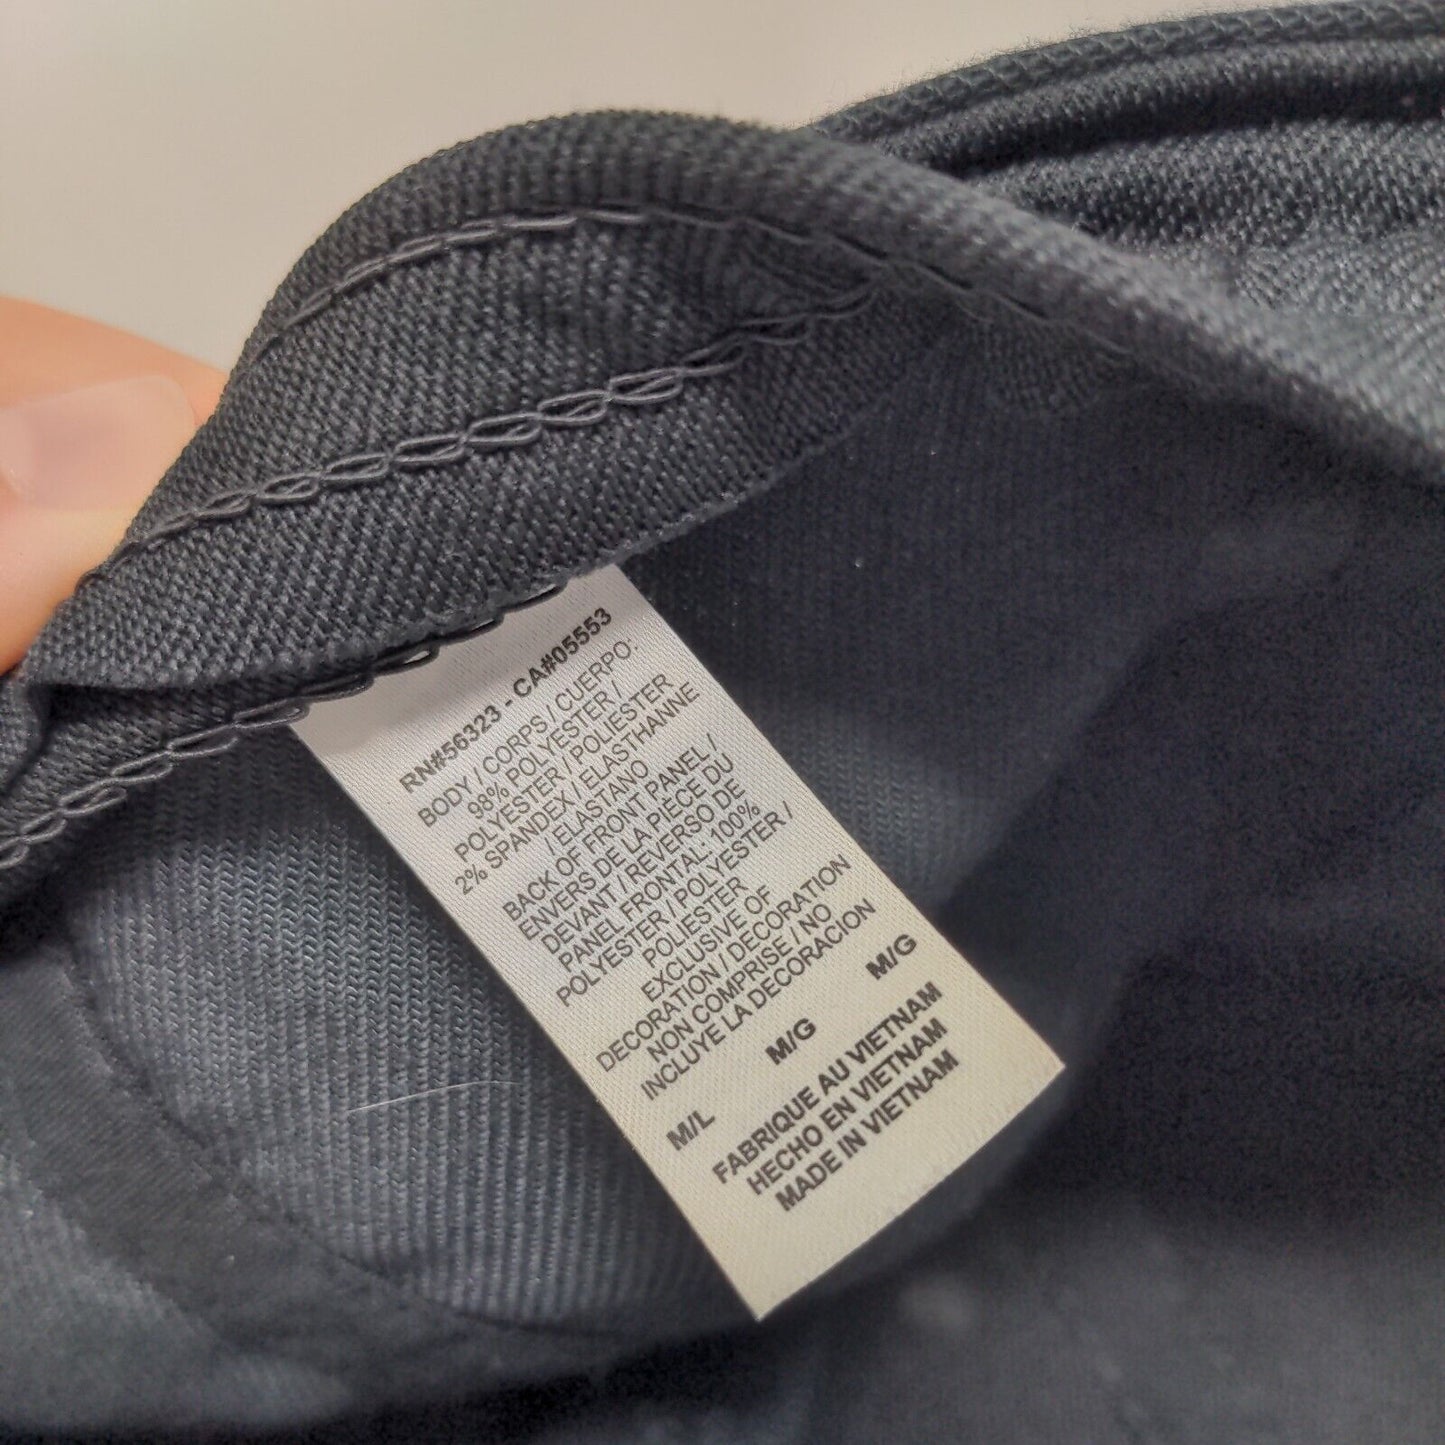 RN#56323 - CA#05553
BODY / CORPS / CUERPO:
98% POLYESTER /
POLYESTER / POLIESTER
2% SPANDEX / ELASTHANNE
/ ELASTANO
BACK OF FRONT PANEL /
ENVERS DE LA PIÈCE DU
DEVANT / REVERSO DE
PANEL FRONTAL: 100%
POLYESTER / POLYESTER /
POLIESTER
EXCLUSIVE OF
DECORATION / DECORATION
NON COMPRISE / NO
INCLUYE LA DECORACION
M/L M/G M/G
FABRIQUE AU VIETNAM
HECHO EN VIETNAM
MADE IN VIETNAM